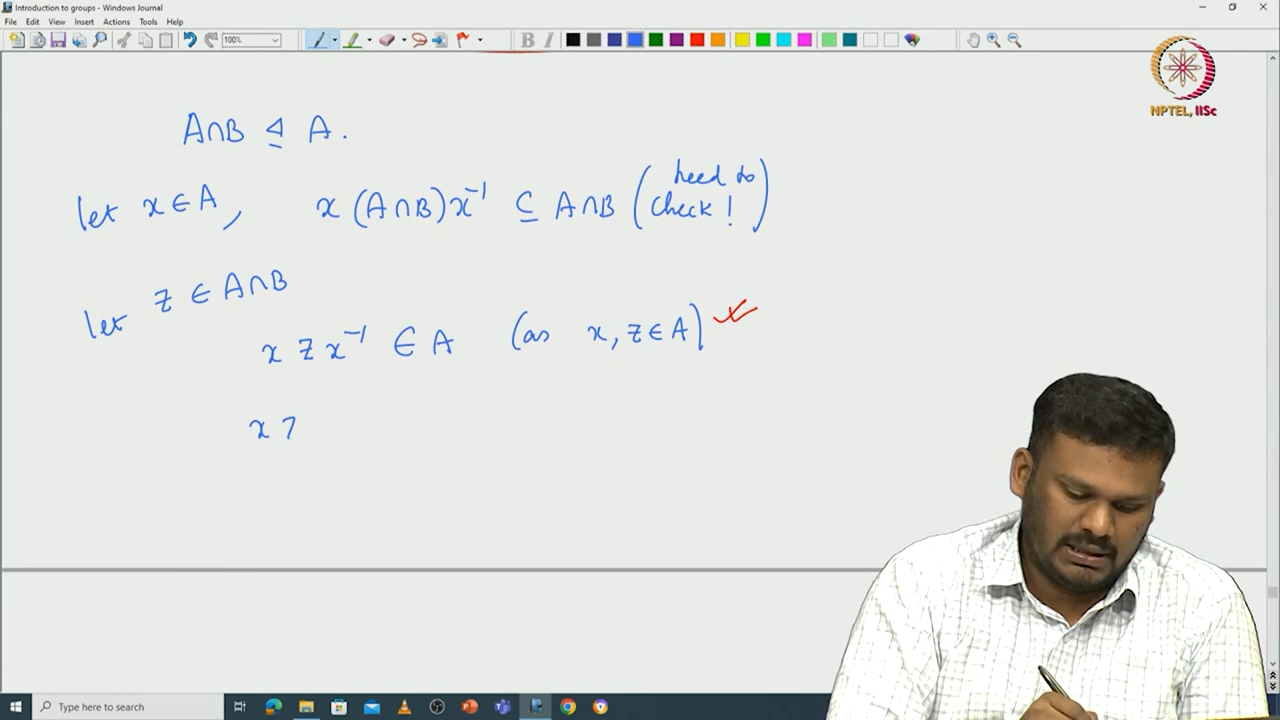 Introduction to groups - Windows Journal
File Edit View Insert Actions Tools Help
100%
B I
NPTEL, IISc
A∩B ⊴ A.
let x ∈ A, x (A∩B) x⁻¹ ⊆ A∩B (need to check!)
let z ∈ A∩B
x z x⁻¹ ∈ A (as x, z ∈ A)
x z
Type here to search